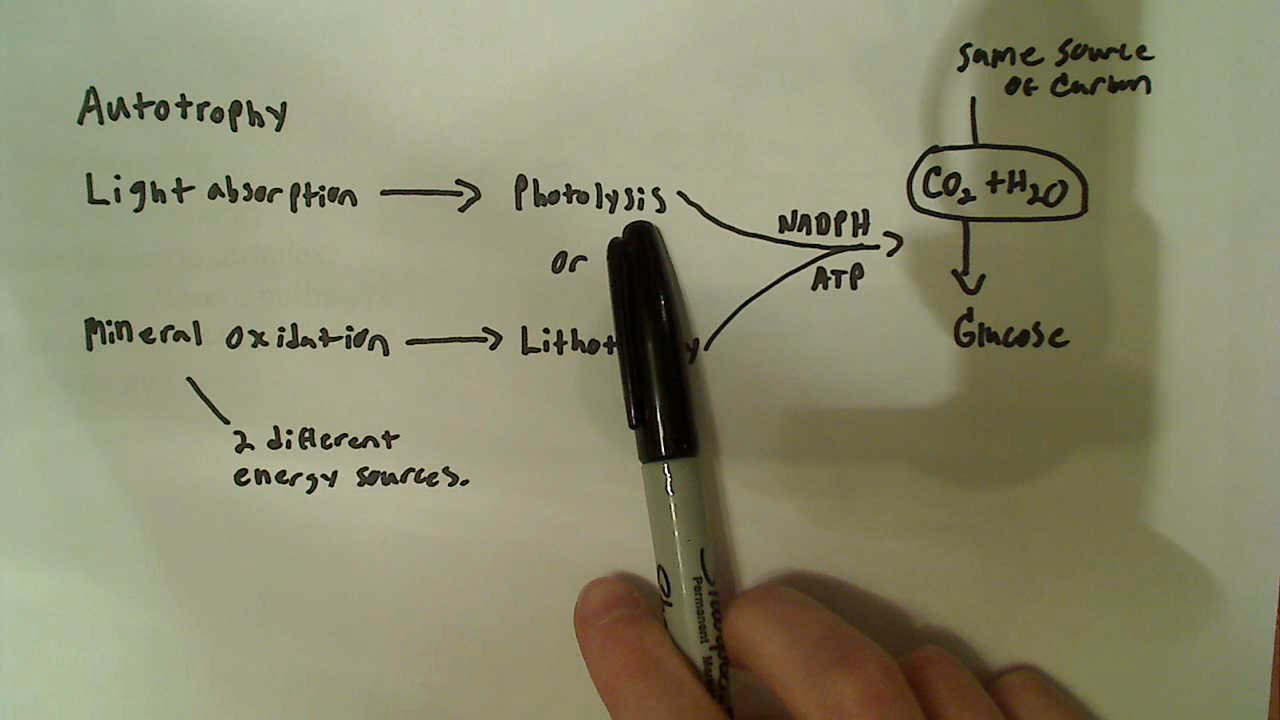 Same source
of carbon
Autotrophy
Light absorption → Photolysis
CO2 + H2O
NADPH
or
ATP
Mineral oxidation →
Glucose
2 different
energy sources.
Permanent